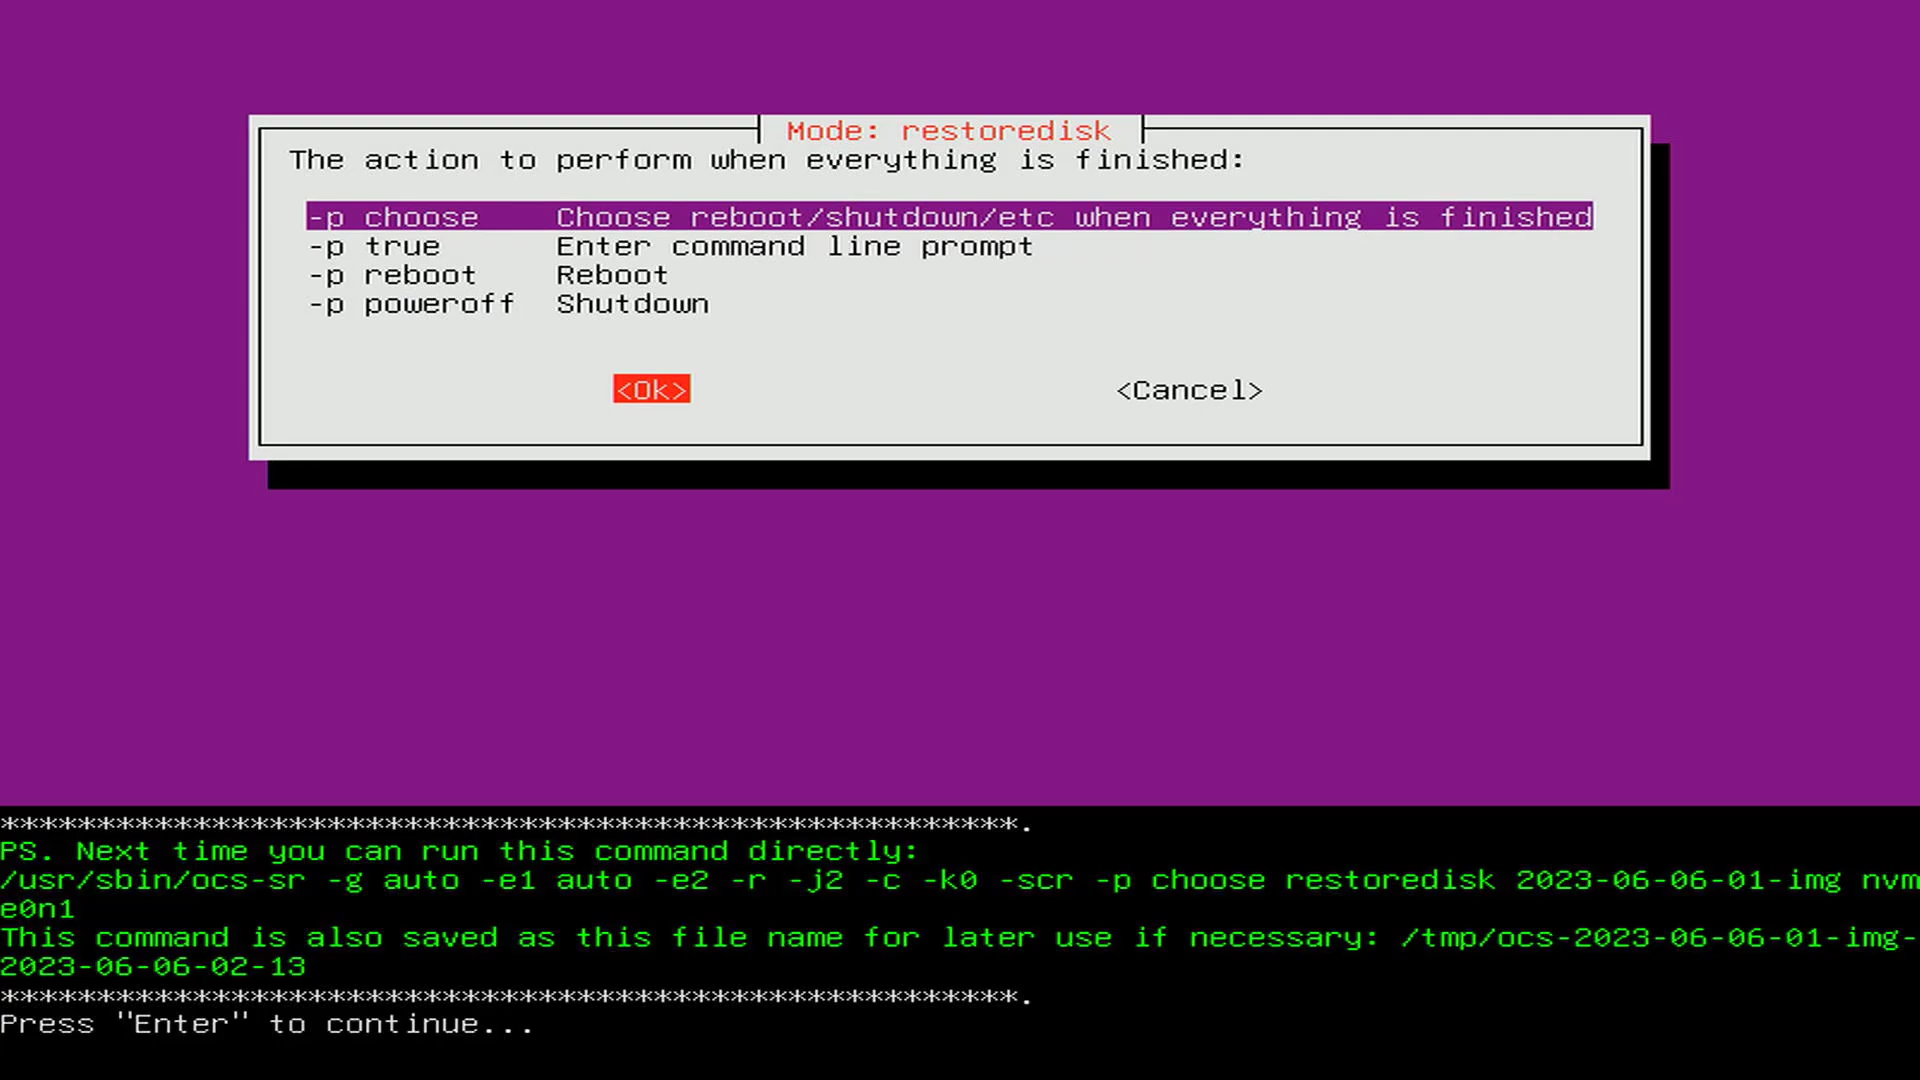 Mode: restoredisk
The action to perform when everything is finished:
-p choose Choose reboot/shutdown/etc when everything is finished
-p true Enter command line prompt
-p reboot Reboot
-p poweroff Shutdown
<Ok> <Cancel>
*****************************************************.
PS. Next time you can run this command directly:
/usr/sbin/ocs-sr -g auto -e1 auto -e2 -r -j2 -c -k0 -scr -p choose restoredisk 2023-06-06-01-img nvm
e0n1
This command is also saved as this file name for later use if necessary: /tmp/ocs-2023-06-06-01-img-
2023-06-06-02-13
*****************************************************.
Press "Enter" to continue...